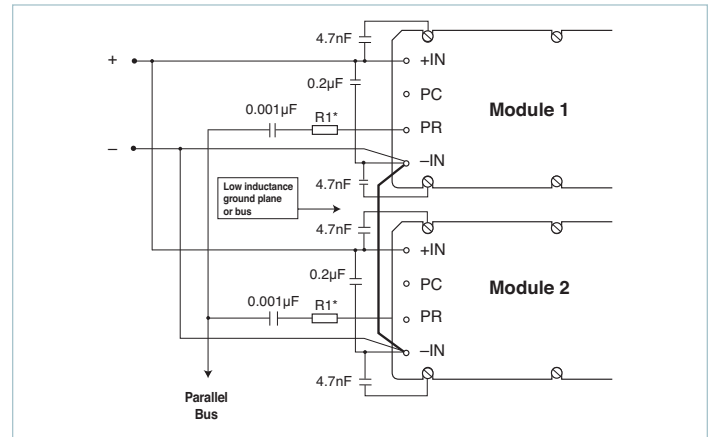 4.7nF
+
+IN
0.2µF
PC
Module 1
0.001µF
R1*
PR
–
–IN
4.7nF
Low inductance
ground plane
or bus
4.7nF
+IN
0.2µF
PC
Module 2
0.001µF
R1*
PR
–IN
4.7nF
Parallel
Bus